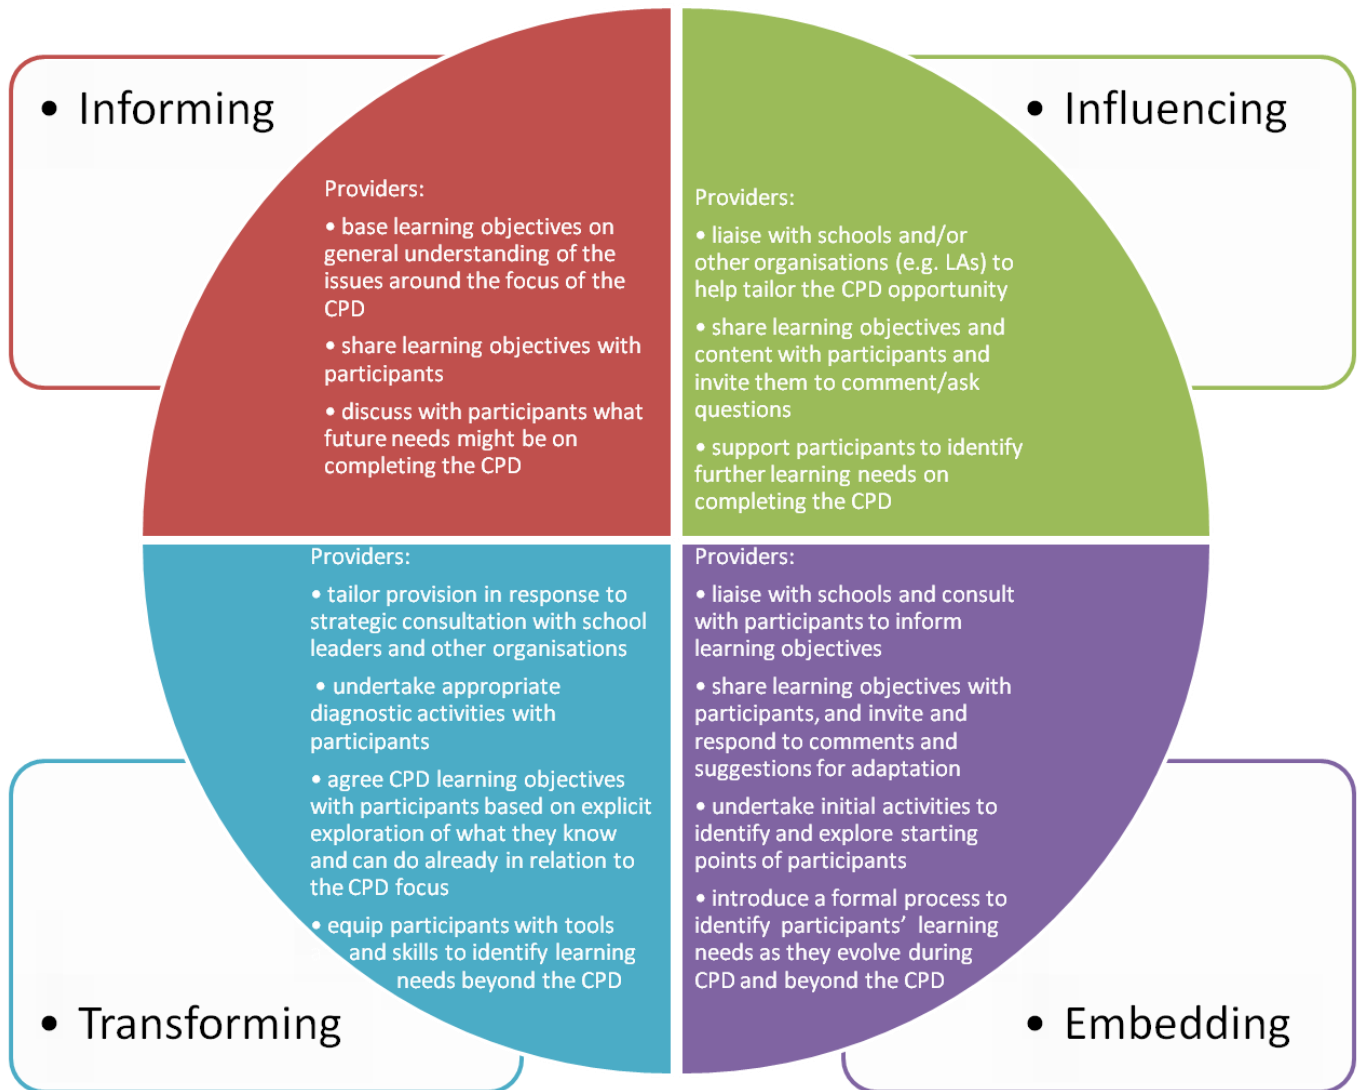 • Informing
Providers:
• base learning objectives on
general understanding of the
issues around the focus of the
CPD
• share learning objectives with
participants
• discuss with participants what
future needs might be on
completing the CPD
• Influencing
Providers:
• liaise with schools and/or
other organisations (e.g. LAs) to
help tailor the CPD opportunity
• share learning objectives and
content with participants and
invite them to comment/ask
questions
• support participants to identify
further learning needs on
completing the CPD
Providers:
• tailor provision in response to
strategic consultation with school
leaders and other organisations
• undertake appropriate
diagnostic activities with
participants
• agree CPD learning objectives
with participants based on explicit
exploration of what they know
and can do already in relation to
the CPD focus
• equip participants with tools
and skills to identify learning
needs beyond the CPD
• Transforming
Providers:
• liaise with schools and consult
with participants to inform
learning objectives
• share learning objectives with
participants, and invite and
respond to comments and
suggestions for adaptation
• undertake initial activities to
identify and explore starting
points of participants
• introduce a formal process to
identify participants’ learning
needs as they evolve during
CPD and beyond the CPD
• Embedding